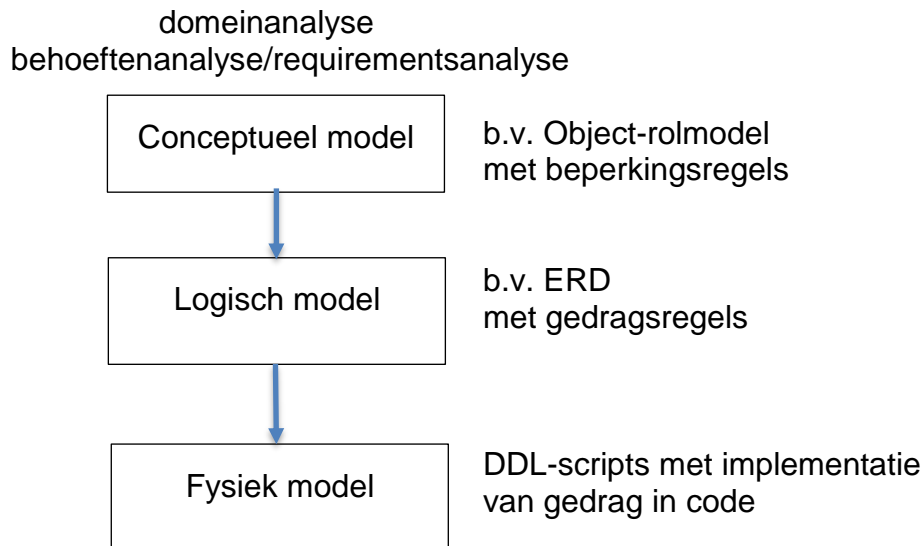 domeinanalyse
behoeftenanalyse/requirementsanalyse
Conceptueel model
b.v. Object-rolmodel
met beperkingsregels
Logisch model
b.v. ERD
met gedragsregels
Fysiek model
DDL-scripts met implementatie
van gedrag in code